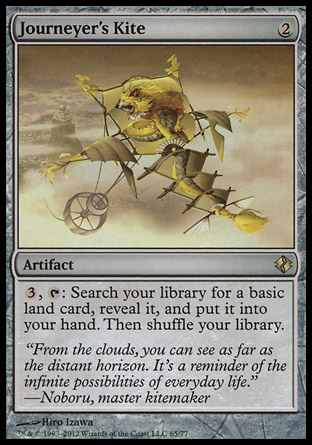 Journeyer's Kite 2
Artifact
3, T: Search your library for a basic
land card, reveal it, and put it into
your hand. Then shuffle your library.
"From the clouds, you can see as far as
the distant horizon. It's a reminder of the
infinite possibilities of everyday life."
—Noboru, master kitemaker
Hiro Izawa
™ & © 1993–2012 Wizards of the Coast LLC 65/77